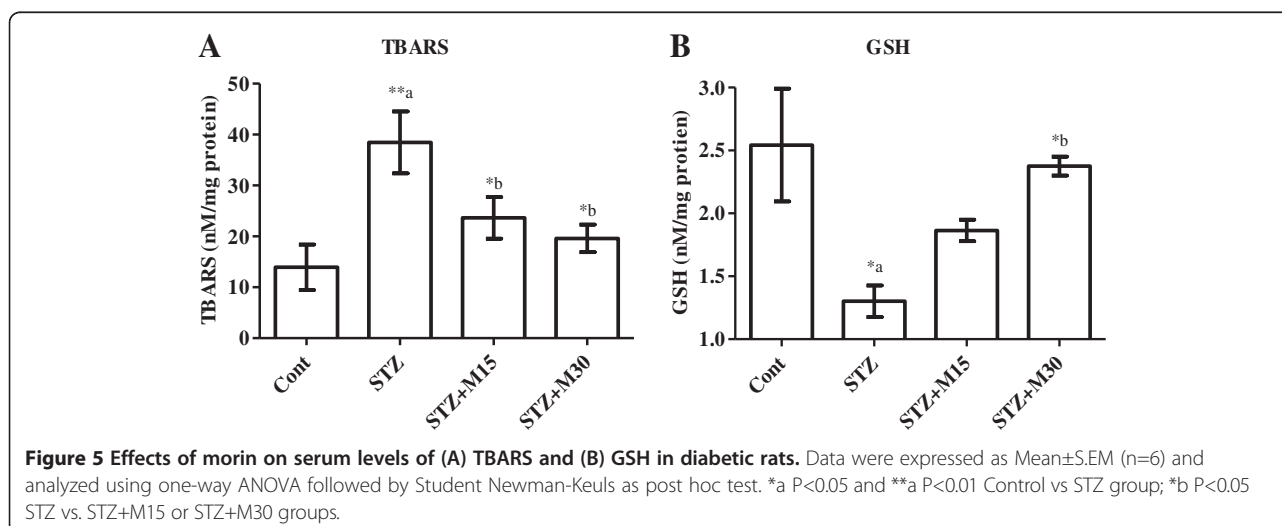 A
TBARS
TBARS (nM/mg protein)
50
40
30
20
10
0
**a
*b
*b
Cont
STZ
STZ+M15
STZ+M30
B
GSH
GSH (nM/mg protien)
3.0
2.5
2.0
1.5
1.0
*a
*b
Cont
STZ
STZ+M15
STZ+M30
Figure 5 Effects of morin on serum levels of (A) TBARS and (B) GSH in diabetic rats. Data were expressed as Mean±S.EM (n=6) and
analyzed using one-way ANOVA followed by Student Newman-Keuls as post hoc test. *a P<0.05 and **a P<0.01 Control vs STZ group; *b P<0.05
STZ vs. STZ+M15 or STZ+M30 groups.